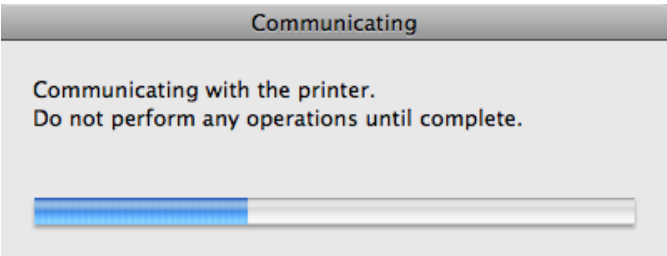 Communicating
Communicating with the printer.
Do not perform any operations until complete.